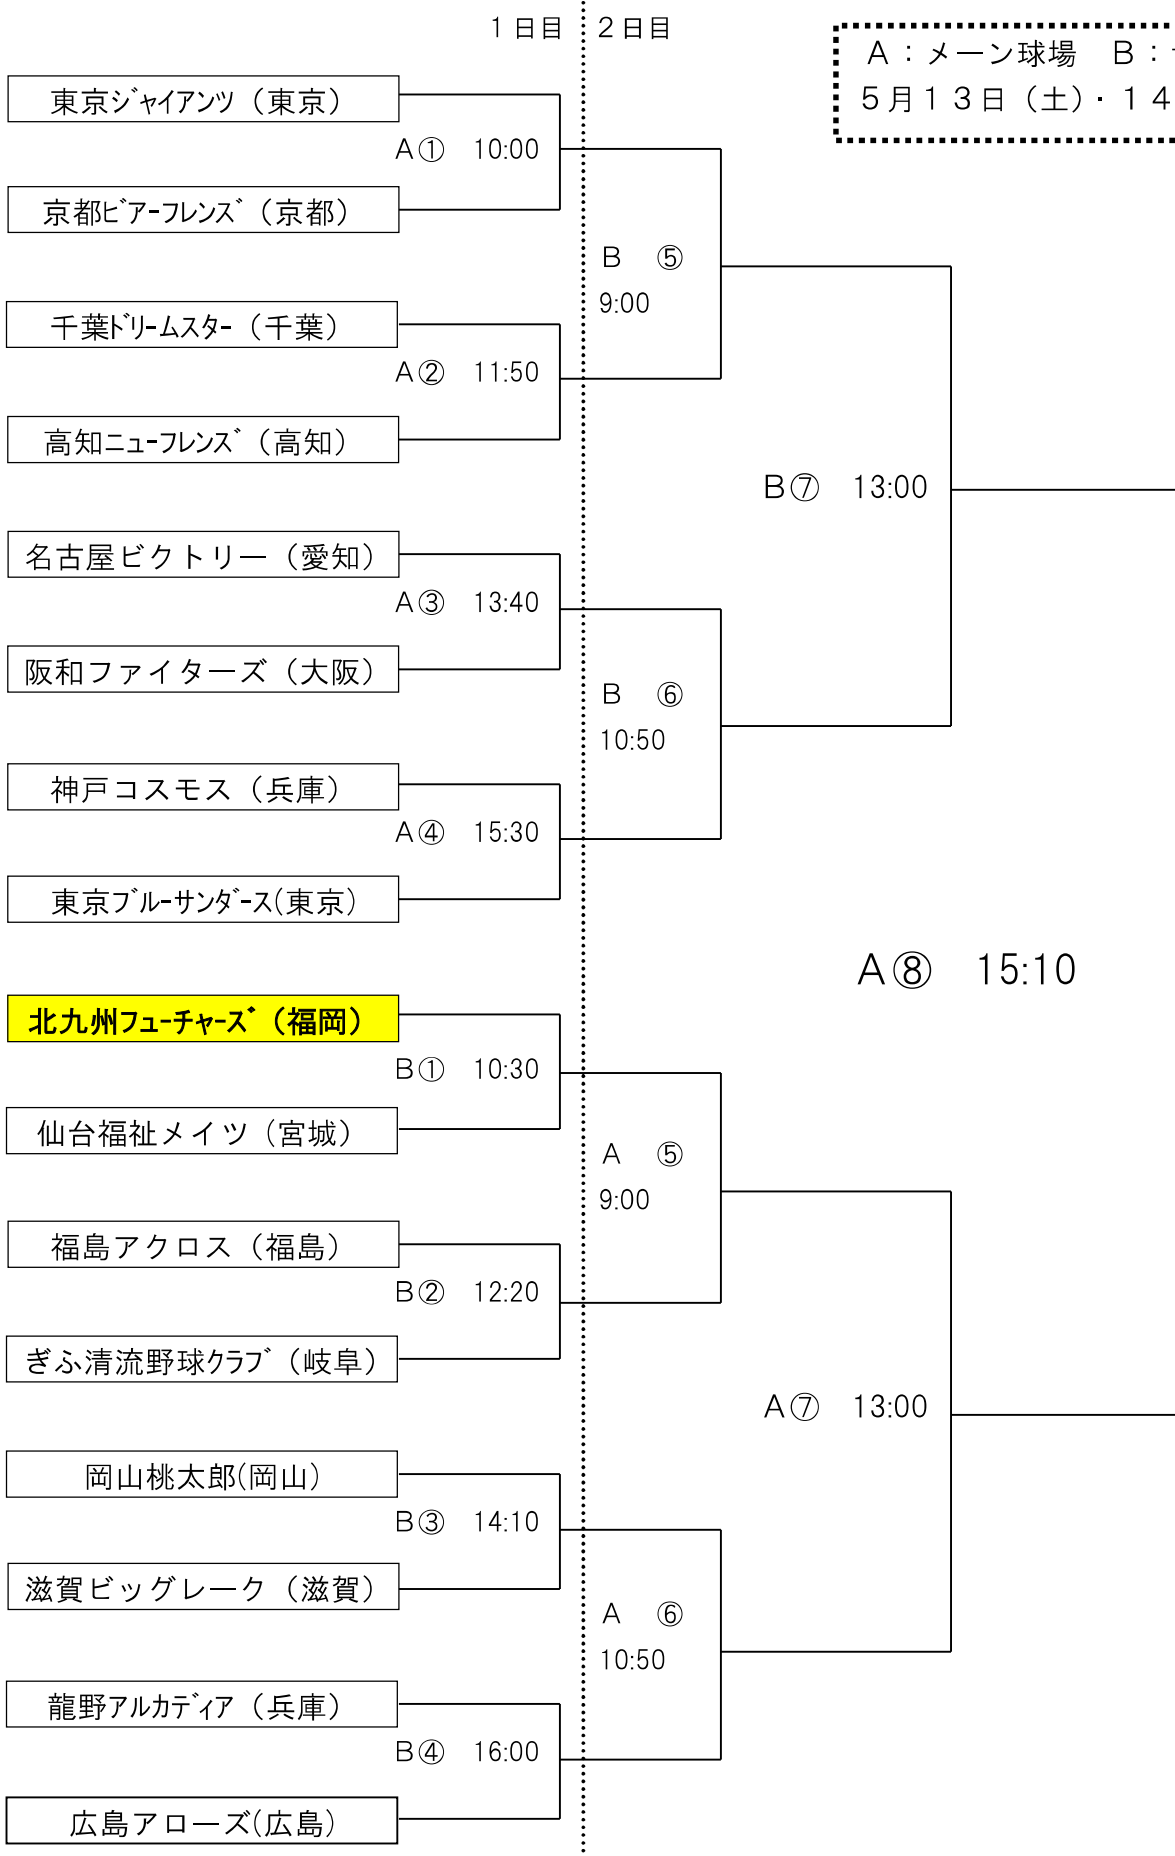 １日目 ２日目
Ａ：メーン球場　Ｂ：
５月１３日（土）・１４
東京ｼﾞｬｲｱﾝﾂ（東京）
Ａ①　10:00
京都ﾋﾞｱｰﾌﾚﾝｽﾞ（京都）
Ｂ　⑤
9:00
千葉ﾄﾞﾘｰﾑｽﾀｰ（千葉）
Ａ②　11:50
高知ﾆｭｰﾌﾚﾝｽﾞ（高知）
Ｂ⑦　13:00
名古屋ビクトリー（愛知）
Ａ③　13:40
阪和ファイターズ（大阪）
Ｂ　⑥
10:50
神戸コスモス（兵庫）
Ａ④　15:30
東京ﾌﾞﾙｰｻﾝﾀﾞｰｽ(東京）
Ａ⑧　15:10
北九州ﾌｭｰﾁｬｰｽﾞ（福岡）
Ｂ①　10:30
仙台福祉メイツ（宮城）
Ａ　⑤
9:00
福島アクロス（福島）
Ｂ②　12:20
ぎふ清流野球ｸﾗﾌﾞ（岐阜）
Ａ⑦　13:00
岡山桃太郎(岡山）
Ｂ③　14:10
滋賀ビッグレーク（滋賀）
Ａ　⑥
10:50
龍野ｱﾙｶﾃﾞｨｱ（兵庫）
Ｂ④　16:00
広島アローズ(広島）